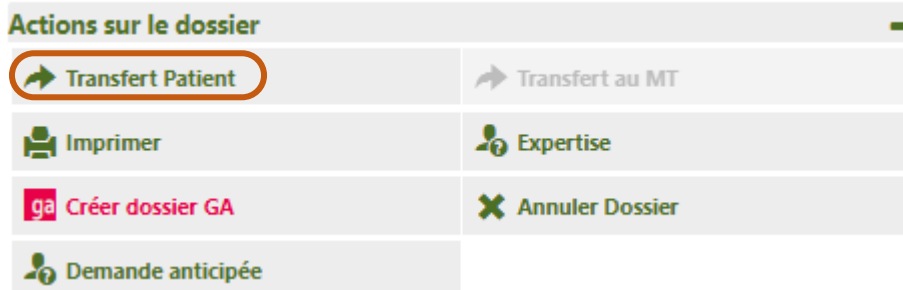 Actions sur le dossier
Transfert Patient
Transfert au MT
Imprimer
Expertise
ga Créer dossier GA
Annuler Dossier
Demande anticipée